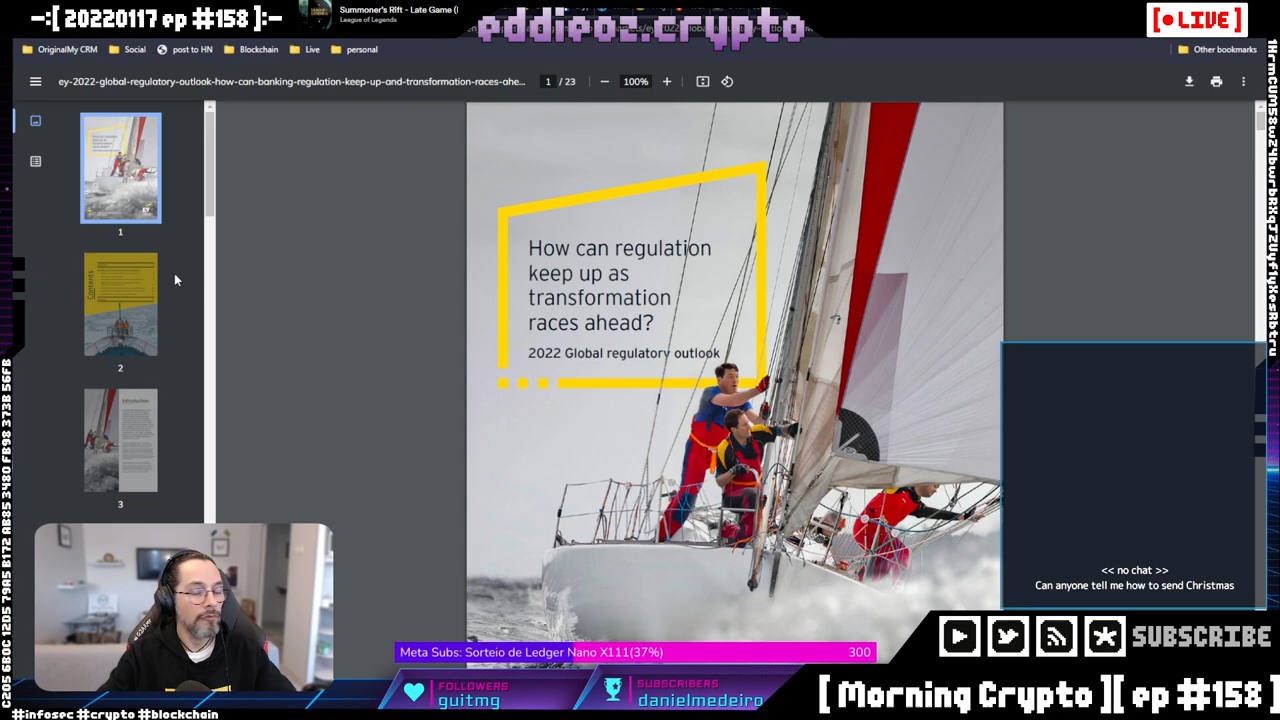 —:[ 20220117 ep #158 ]:—
Summoner's Rift - Late Game (
League of Legends
eddieoz.crypto
[•LIVE]
OriginalMy CRM
Social
post to HN
Blockchain
Live
personal
Other bookmarks
ey-2022-global-regulatory-outlook-how-can-banking-regulation-keep-up-and-transformation-races-ahe...
1 / 23
100%
1
Contents
2
Introduction
3
How can regulation
keep up as
transformation
races ahead?
2022 Global regulatory outlook
<< no chat >>
Can anyone tell me how to send Christmas
Meta Subs: Sorteio de Ledger Nano X111(37%)
300
SUBSCRIBE
FOLLOWERS
guitmg
SUBSCRIBERS
danielmedeiro
[ Morning Crypto ][ ep #158 ]
#infosec #crypto #blockchain